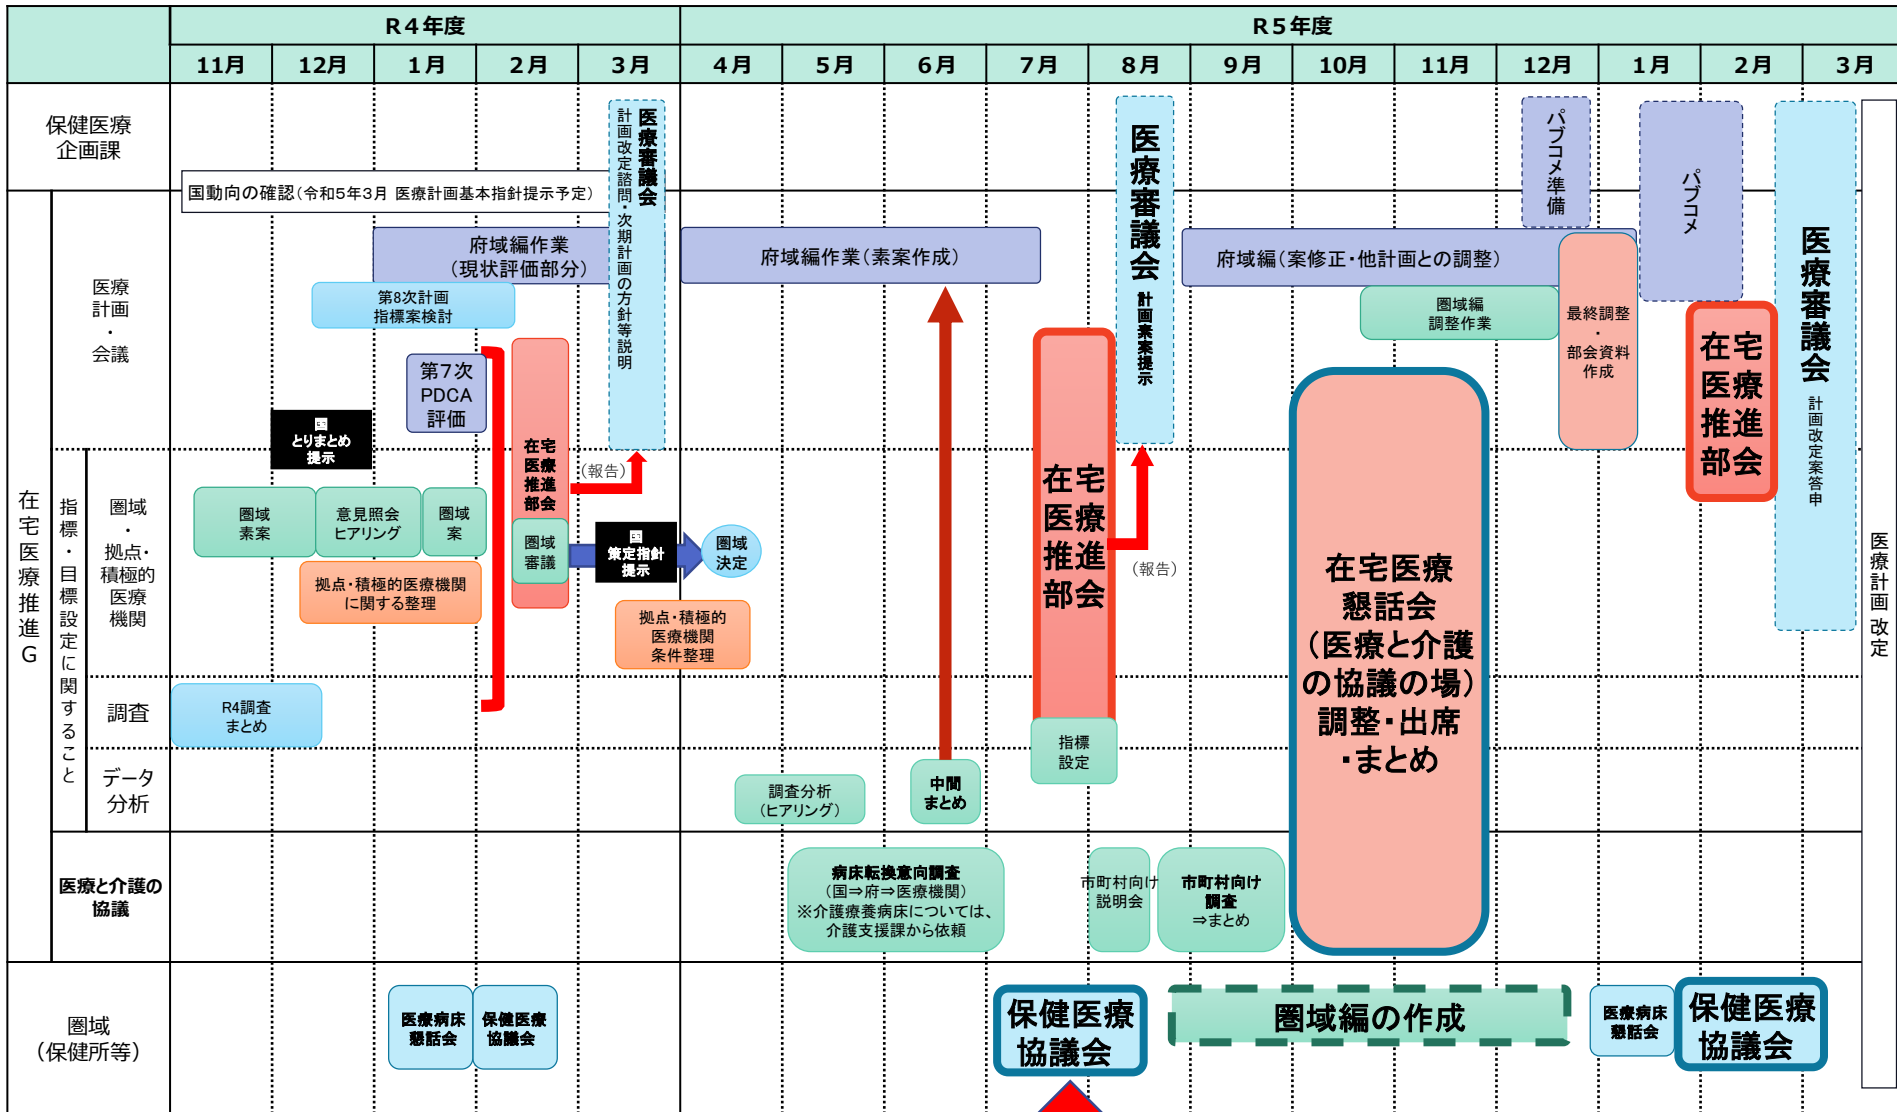 R４年度
R５年度
11月
12月
１月
２月
３月
４月
５月
６月
７月
８月
９月
10月
11月
12月
１月
２月
３月
保健医療
企画課
国動向の確認（令和5年3月 医療計画基本指針提示予定）
医療審議会
計画改定諮問・次期計画の方針等説明
医療審議会
計画素案提示
パブコメ準備
パブコメ
医療審議会
計画改定案答申
医療計画改定
在宅医療推進G
医療
計画
・
会議
府域編作業
（現状評価部分）
府域編作業（素案作成）
府域編（案修正・他計画との調整）
第8次計画
指標案検討
圏域編
調整作業
最終調整
・
部会資料
作成
第７次
PDCA
評価
国
とりまとめ
提示
在宅
医療
推進
部会
（報告）
在宅
医療
推進
部会
（報告）
在宅
医療
推進
部会
指標・目標設定に関すること
圏域
・
拠点・
積極的
医療
機関
圏域
素案
意見照会
ヒアリング
圏域
案
圏域
審議
国
策定指針
提示
圏域
決定
拠点・積極的医療機関
に関する整理
拠点・積極的
医療機関
条件整理
調査
R4調査
まとめ
指標
設定
データ
分析
調査分析
（ヒアリング）
中間
まとめ
在宅医療
懇話会
（医療と介護
の協議の場）
調整・出席
・まとめ
医療と介護の
協議
病床転換意向調査
（国⇒府⇒医療機関）
※介護療養病床については、
介護支援課から依頼
市町村向け
説明会
市町村向け
調査
⇒まとめ
圏域
（保健所等）
医療病床
懇話会
保健医療
協議会
保健医療
協議会
圏域編の作成
医療病床
懇話会
保健医療
協議会